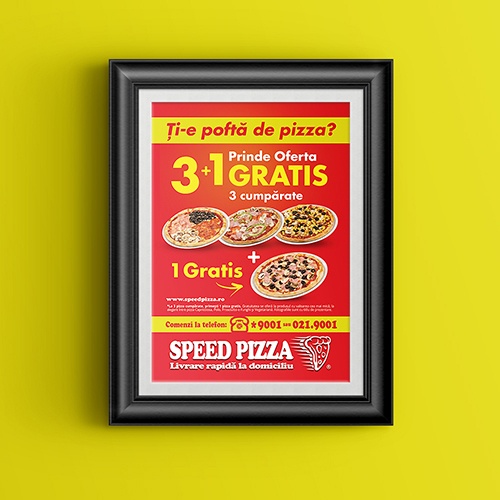 Ți-e poftă de pizza?
3+1 Prinde Oferta
GRATIS
3 cumpărate
+
1 Gratis
www.speedpizza.ro
Comenzi la telefon: *9001 sau 021.9001
SPEED PIZZA
Livrare rapidă la domiciliu
®